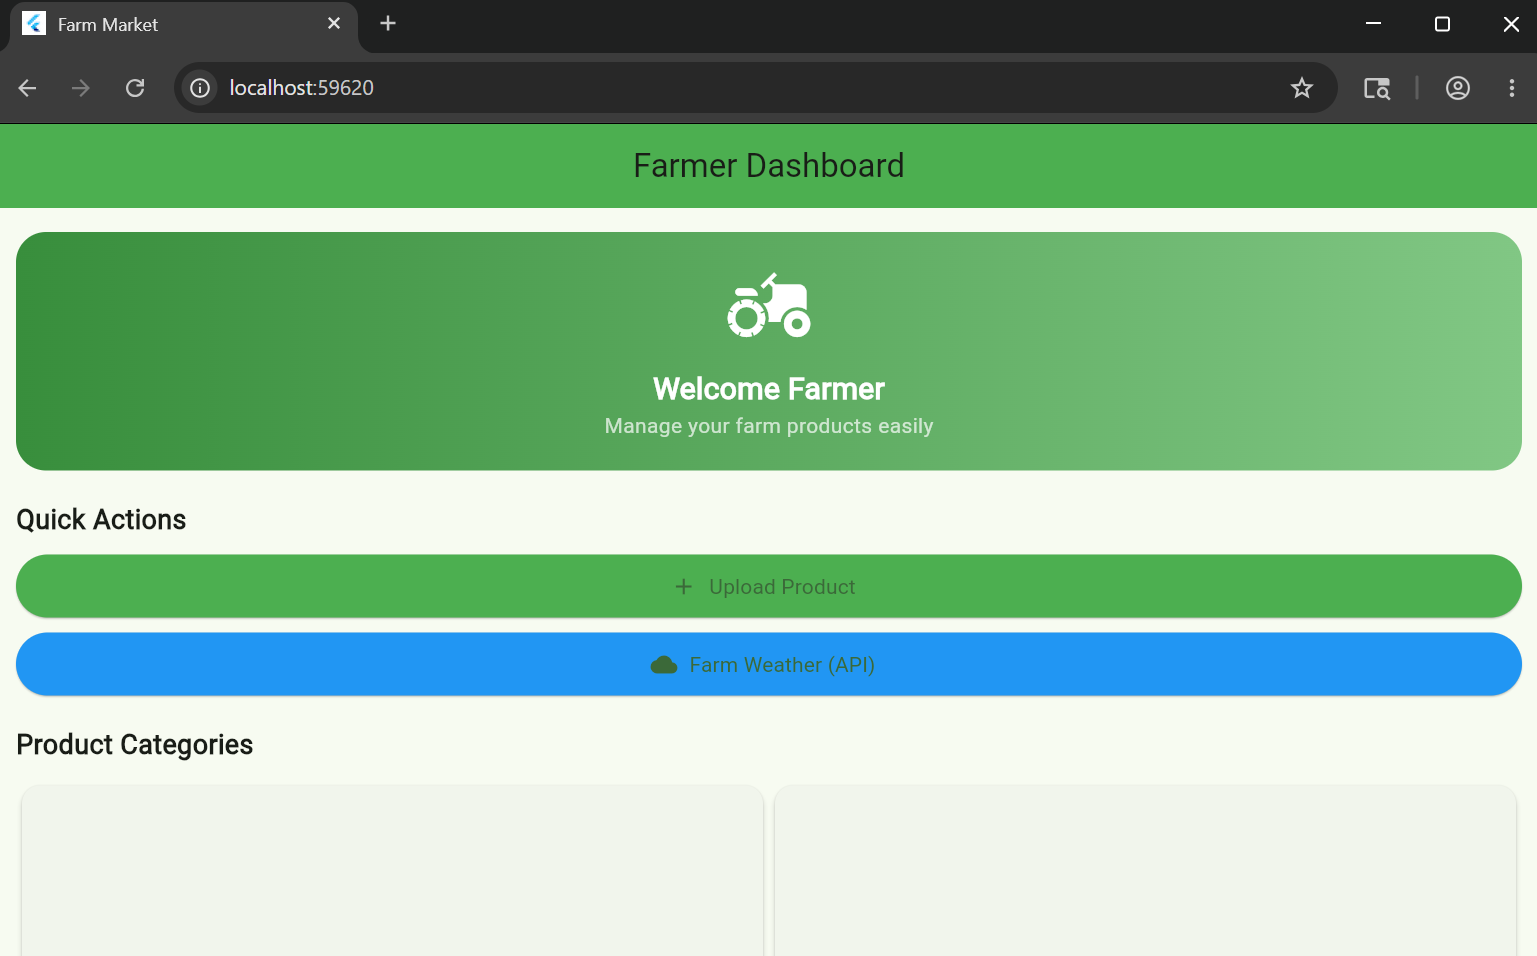 Farm Market
localhost:59620
Farmer Dashboard
Welcome Farmer
Manage your farm products easily
Quick Actions
Upload Product
Farm Weather (API)
Product Categories